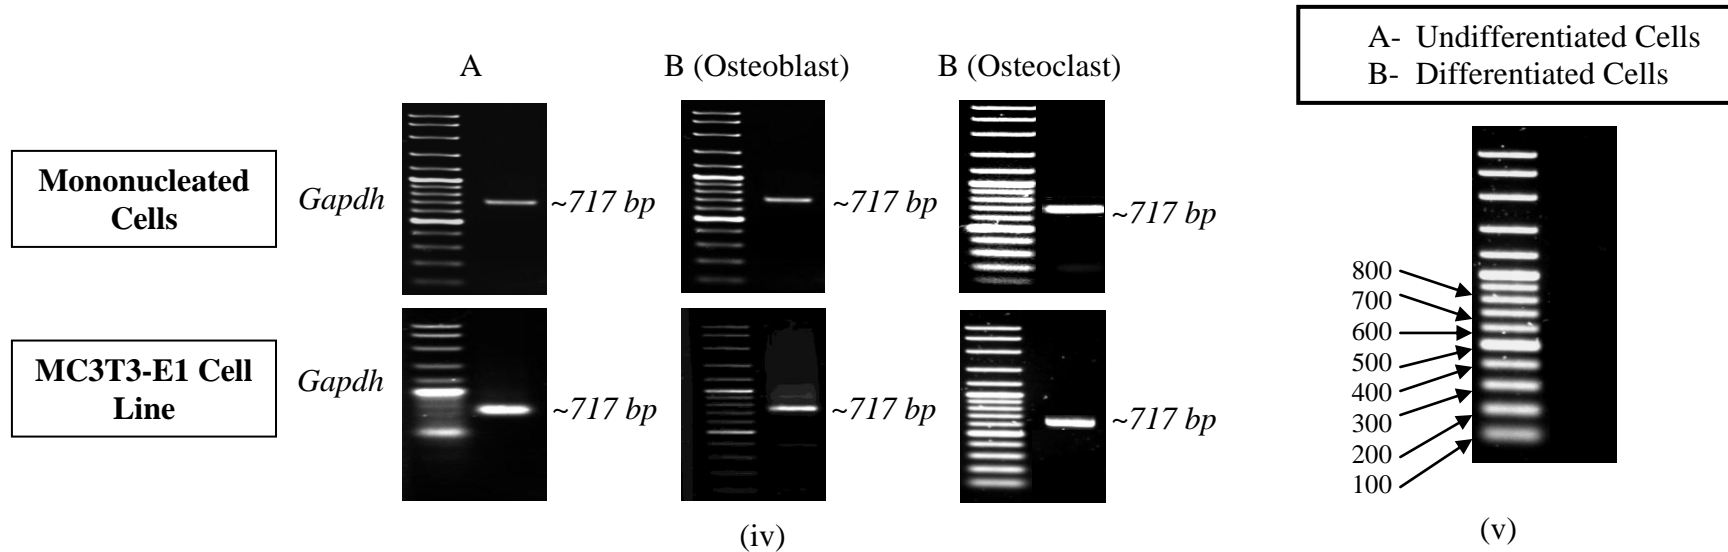 A- Undifferentiated Cells
B- Differentiated Cells
A
B (Osteoblast)
B (Osteoclast)
Mononucleated
Cells
Gapdh
~717 bp
~717 bp
~717 bp
MC3T3-E1 Cell
Line
Gapdh
~717 bp
~717 bp
~717 bp
(iv)
800
700
600
500
400
300
200
100
(v)